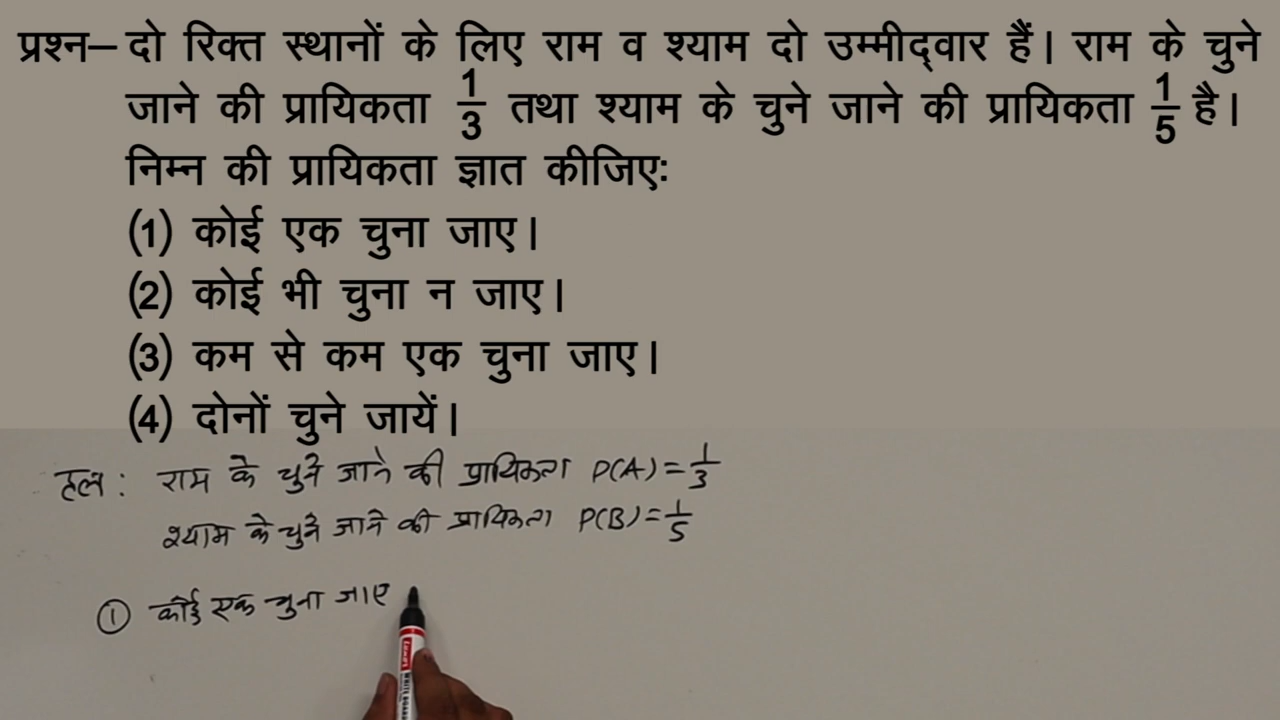 प्रश्न– दो रिक्त स्थानों के लिए राम व श्याम दो उम्मीद्वार हैं। राम के चुने
जाने की प्रायिकता 1/3 तथा श्याम के चुने जाने की प्रायिकता 1/5 है।
निम्न की प्रायिकता ज्ञात कीजिएः
(1) कोई एक चुना जाए।
(2) कोई भी चुना न जाए।
(3) कम से कम एक चुना जाए।
(4) दोनों चुने जायें।
हल : राम के चुने जाने की प्रायिकता P(A)=1/3
श्याम के चुने जाने की प्रायिकता P(B)=1/5
① कोई एक चुना जाए